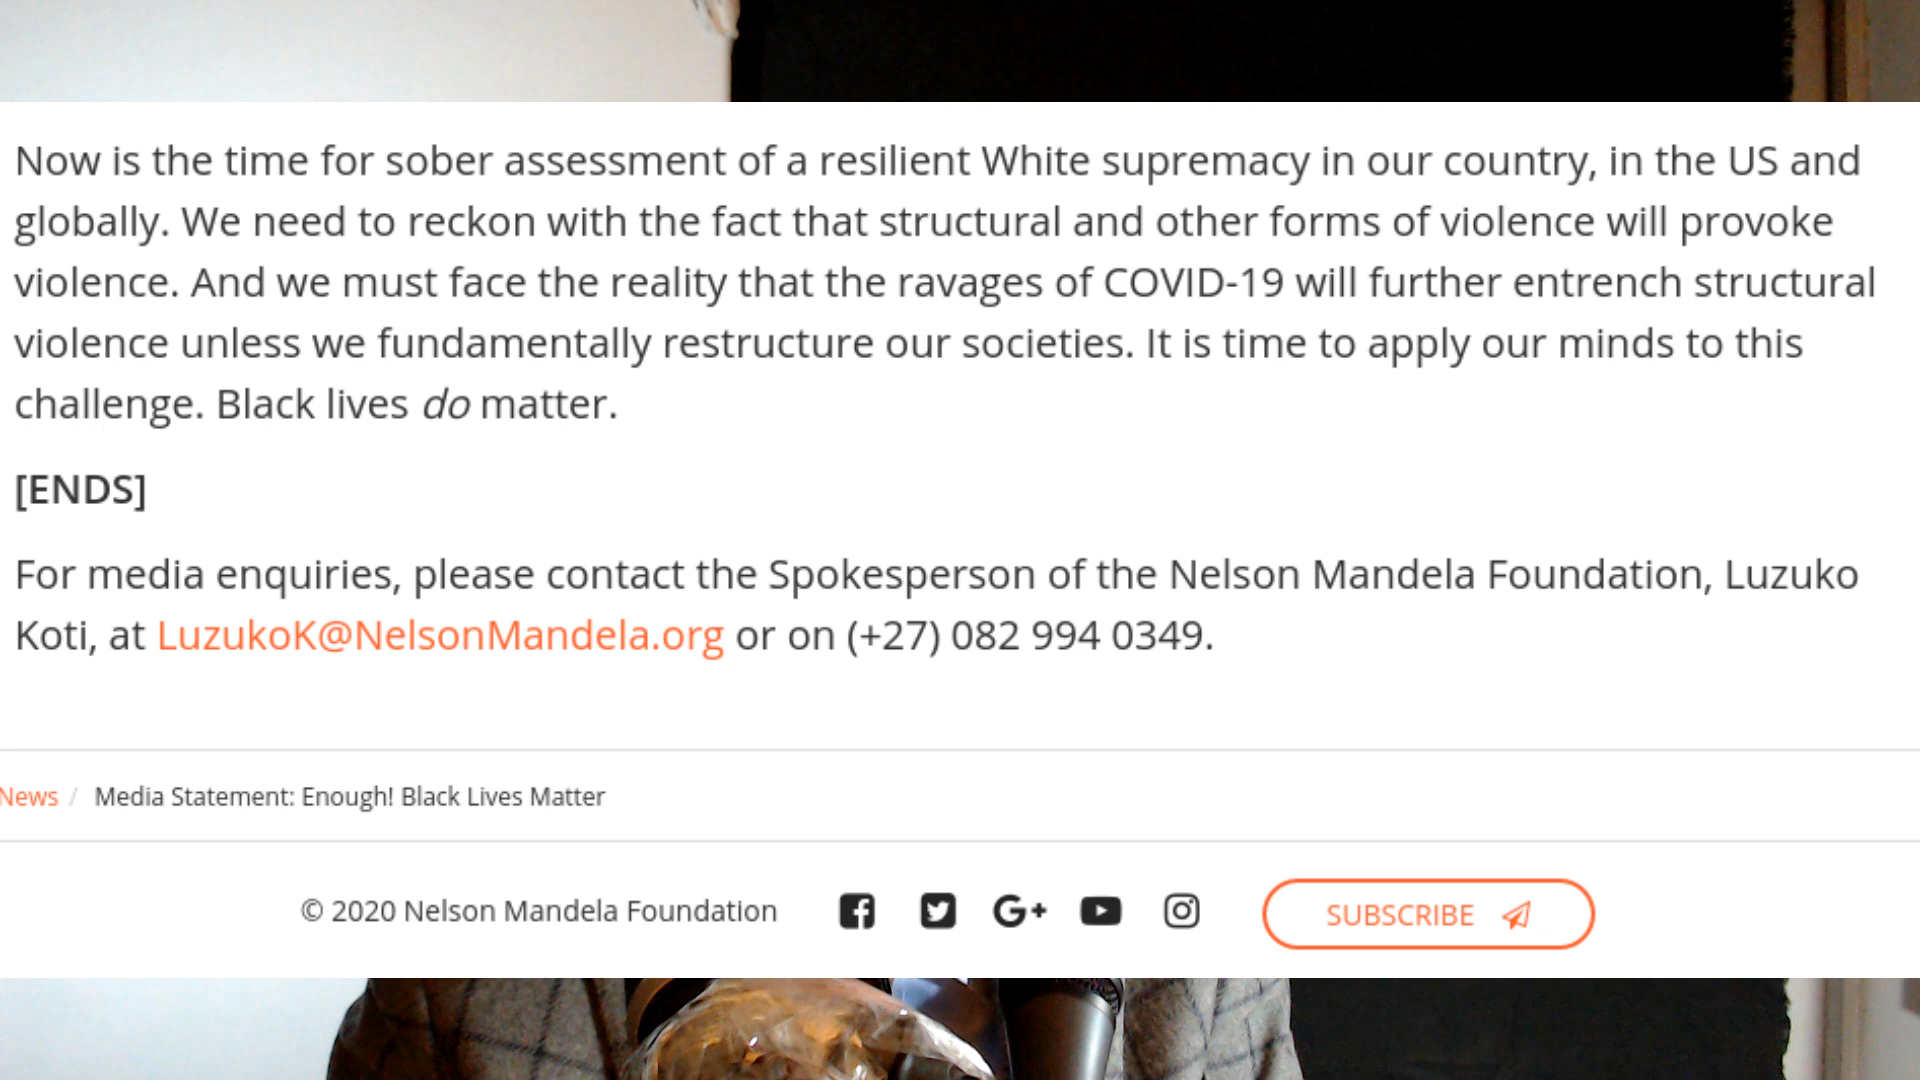 Now is the time for sober assessment of a resilient White supremacy in our country, in the US and
globally. We need to reckon with the fact that structural and other forms of violence will provoke
violence. And we must face the reality that the ravages of COVID-19 will further entrench structural
violence unless we fundamentally restructure our societies. It is time to apply our minds to this
challenge. Black lives do matter.
[ENDS]
For media enquiries, please contact the Spokesperson of the Nelson Mandela Foundation, Luzuko
Koti, at LuzukoK@NelsonMandela.org or on (+27) 082 994 0349.
News / Media Statement: Enough! Black Lives Matter
© 2020 Nelson Mandela Foundation G+ SUBSCRIBE